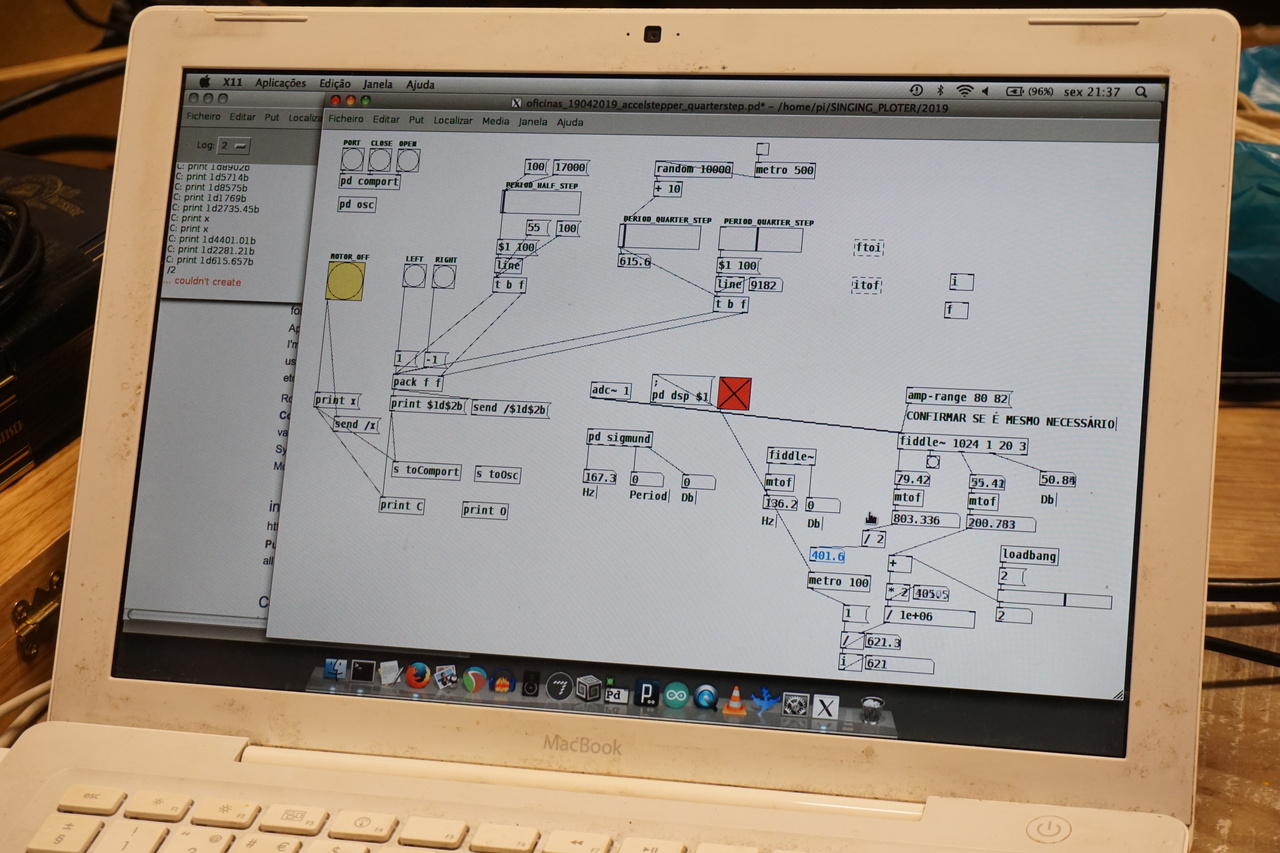 X11 Aplicações Edição Janela Ajuda
(96%) sex 21:37
oficinas_19042019_accelstepper_quarterstep.pd* - /home/pi/SINGING_PLOTER/2019
Ficheiro Editar Put
Ficheiro Editar Put Localizar Media Janela Ajuda
Log: 2
C: print 1d8902b
C: print 1d5714b
C: print 1d8575b
C: print 1d1769b
C: print 1d2735.45b
C: print x
C: print x
C: print 1d4401.01b
C: print 1d2281.21b
C: print 1d615.657b
/2
... couldn't create
PORT CLOSE OPEN
pd comport
pd osc
100 17000
PERIOD_HALF_STEP
55 100
$1 100
line
t b f
random 10000 metro 500
+ 10
PERIOD_QUARTER_STEP PERIOD_QUARTER_STEP
615.6
$1 100
line 9182
t b f
ftoi
itof
i
f
MOTOR_OFF LEFT RIGHT
1 -1
pack f f
print x
print $1d$2b send /$1d$2b
send /x
s toComport s toOsc
print C print O
adc~ 1
;
pd dsp $1
amp-range 80 82
CONFIRMAR SE É MESMO NECESSÁRIO
pd sigmund
167.3 0 0
Hz Period Db
fiddle~
mtof
136.2 0
Hz Db
fiddle~ 1024 1 20 3
79.42 55.41 50.84
mtof mtof Db
803.336 200.783
/ 2
401.6
+
metro 100
* 2
/ 1e+06
1
/ 621.3
i 621
loadbang
2
2
MacBook
esc